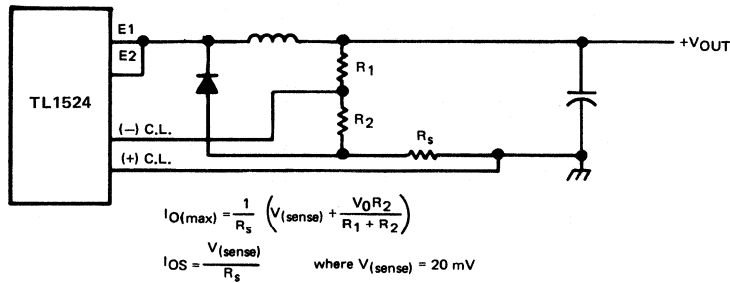 E1
E2
+VOUT
R1
TL1524
R2
(−) C.L.
Rs
(+) C.L.
IO(max) = 1/Rs (V(sense) + VOR2/R1 + R2)
IOS = V(sense)/Rs where V(sense) = 20 mV